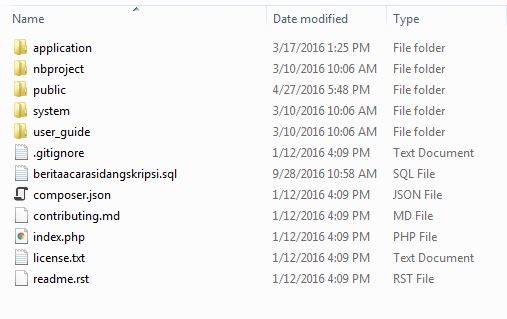 Name Date modified Type
application 3/17/2016 1:25 PM File folder
nbproject 3/10/2016 10:06 AM File folder
public 4/27/2016 5:48 PM File folder
system 3/10/2016 10:06 AM File folder
user_guide 3/10/2016 10:06 AM File folder
.gitignore 1/12/2016 4:09 PM Text Document
beritaacarasidangskripsi.sql 9/28/2016 10:58 AM SQL File
composer.json 1/12/2016 4:09 PM JSON File
contributing.md 1/12/2016 4:09 PM MD File
index.php 1/12/2016 4:09 PM PHP File
license.txt 1/12/2016 4:09 PM Text Document
readme.rst 1/12/2016 4:09 PM RST File